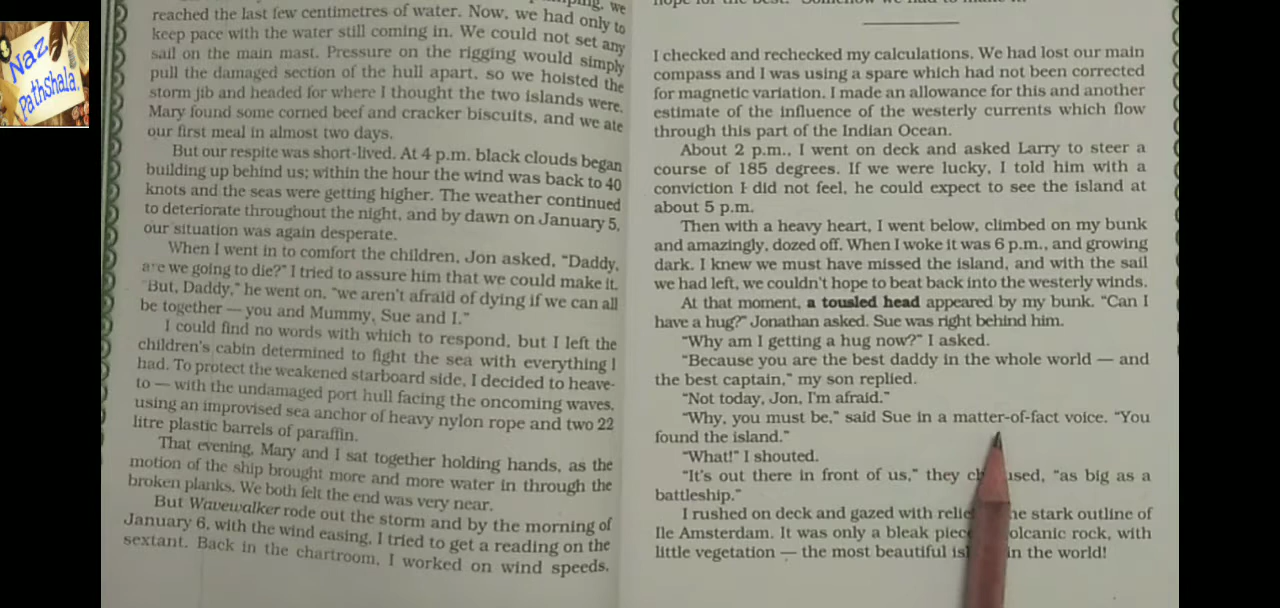 Naz
Pathshala.
ping, we
reached the last few centimetres of water. Now, we had only to
keep pace with the water still coming in. We could not set any
sail on the main mast. Pressure on the rigging would simply
pull the damaged section of the hull apart, so we hoisted the
storm jib and headed for where I thought the two islands were.
Mary found some corned beef and cracker biscuits, and we ate
our first meal in almost two days.
But our respite was short-lived. At 4 p.m. black clouds began
building up behind us; within the hour the wind was back to 40
knots and the seas were getting higher. The weather continued
to deteriorate throughout the night, and by dawn on January 5,
our situation was again desperate.
When I went in to comfort the children, Jon asked, “Daddy,
are we going to die?” I tried to assure him that we could make it.
“But, Daddy,” he went on, “we aren’t afraid of dying if we can all
be together — you and Mummy, Sue and I.”
I could find no words with which to respond, but I left the
children’s cabin determined to fight the sea with everything I
had. To protect the weakened starboard side, I decided to heave-
to — with the undamaged port hull facing the oncoming waves,
using an improvised sea anchor of heavy nylon rope and two 22
litre plastic barrels of paraffin.
That evening, Mary and I sat together holding hands, as the
motion of the ship brought more and more water in through the
broken planks. We both felt the end was very near.
But Wavewalker rode out the storm and by the morning of
January 6, with the wind easing, I tried to get a reading on the
sextant. Back in the chartroom, I worked on wind speeds,
I checked and rechecked my calculations. We had lost our main
compass and I was using a spare which had not been corrected
for magnetic variation. I made an allowance for this and another
estimate of the influence of the westerly currents which flow
through this part of the Indian Ocean.
About 2 p.m., I went on deck and asked Larry to steer a
course of 185 degrees. If we were lucky, I told him with a
conviction I did not feel, he could expect to see the island at
about 5 p.m.
Then with a heavy heart, I went below, climbed on my bunk
and amazingly, dozed off. When I woke it was 6 p.m., and growing
dark. I knew we must have missed the island, and with the sail
we had left, we couldn’t hope to beat back into the westerly winds.
At that moment, a tousled head appeared by my bunk. “Can I
have a hug?” Jonathan asked. Sue was right behind him.
“Why am I getting a hug now?” I asked.
“Because you are the best daddy in the whole world — and
the best captain,” my son replied.
“Not today, Jon, I’m afraid.”
“Why, you must be,” said Sue in a matter-of-fact voice. “You
found the island.”
“What!” I shouted.
“It’s out there in front of us,” they “as big as a
battleship.”
I rushed on deck and gazed with stark outline of
Ile Amsterdam. It was only a bleak rock, with
little vegetation — the most beautiful in the world!